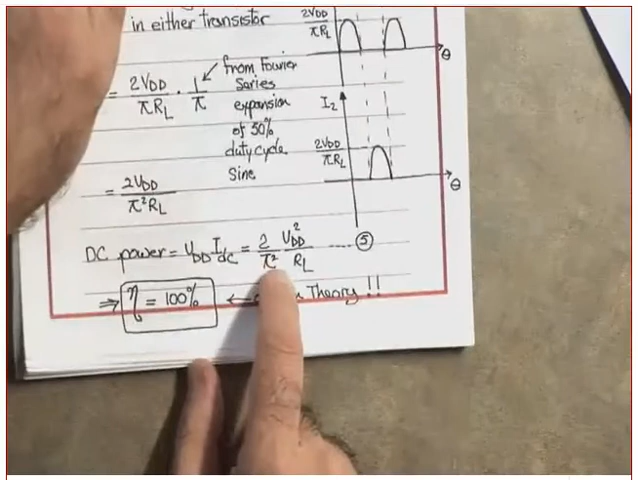 in either transistor
2VDD
πRL
θ
= 2VDD/πRL · 1/π
from Fourier
Series
expansion
of 50%
duty cycle
Sine
I2
2VDD
πRL
θ
= 2VDD/π²RL
DC power = VDD Idc = 2/π² VDD²/RL ---- ⑤
⇒ η = 100% ← Theory !!